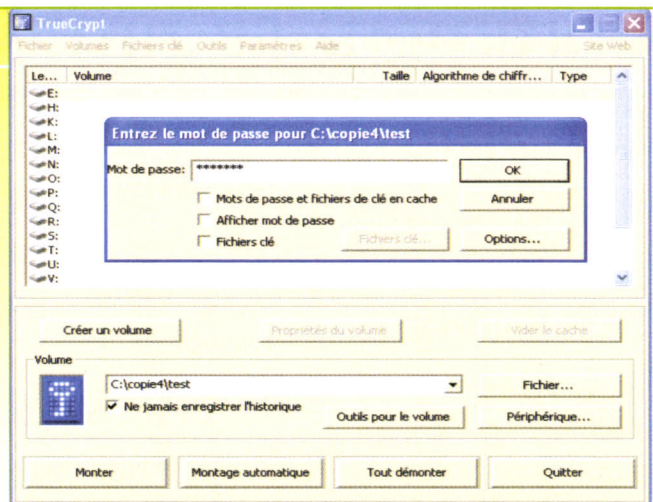 TrueCrypt
Fichier Volumes Fichiers clé Outils Paramètres Aide Site Web
Le... Volume Taille Algorithme de chiffr... Type
E:
H:
K:
L:
M:
N:
O:
P:
Q:
R:
S:
T:
U:
V:
Entrez le mot de passe pour C:\copie4\test
Mot de passe: ******* OK
Mots de passe et fichiers de clé en cache Annuler
Afficher mot de passe
Fichiers clé Fichiers clé... Options...
Créer un volume Propriétés du volume Vider le cache
Volume
C:\copie4\test Fichier...
Ne jamais enregistrer l'historique Outils pour le volume Périphérique...
Monter Montage automatique Tout démonter Quitter